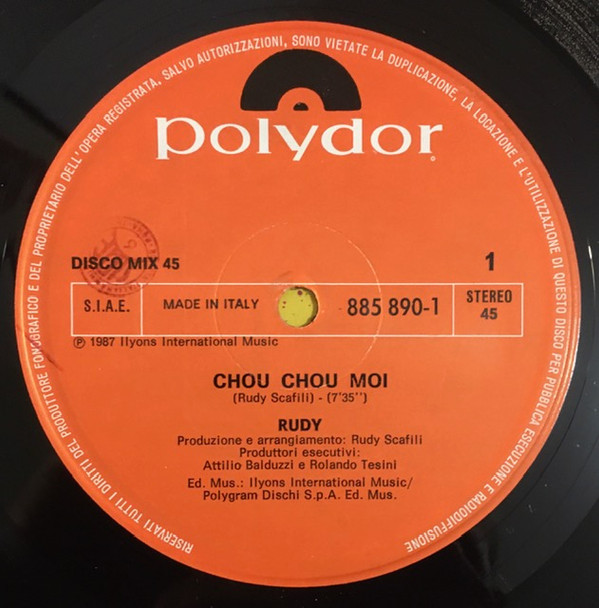 RISERVATI TUTTI I DIRITTI DEL PRODUTTORE FONOGRAFICO E DEL PROPRIETARIO DELL'OPERA REGISTRATA, SALVO AUTORIZZAZIONI, SONO VIETATE LA DUPLICAZIONE, LA LOCAZIONE E L'UTILIZZAZIONE DI QUESTO DISCO PER PUBBLICA ESECUZIONE E RADIODIFFUSIONE
polydor
DISCO MIX 45
1
S.I.A.E.
MADE IN ITALY
885 890-1
STEREO
45
℗ 1987 Ilyons International Music
CHOU CHOU MOI
(Rudy Scafili) - (7'35'')
RUDY
Produzione e arrangiamento: Rudy Scafili
Produttori esecutivi:
Attilio Balduzzi e Rolando Tesini
Ed. Mus.: Ilyons International Music/
Polygram Dischi S.p.A. Ed. Mus.